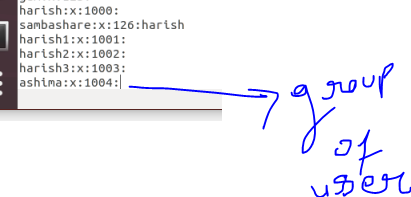 harish:x:1000:
sambashare:x:126:harish
harish1:x:1001:
harish2:x:1002:
harish3:x:1003:
ashima:x:1004:
group
of
user